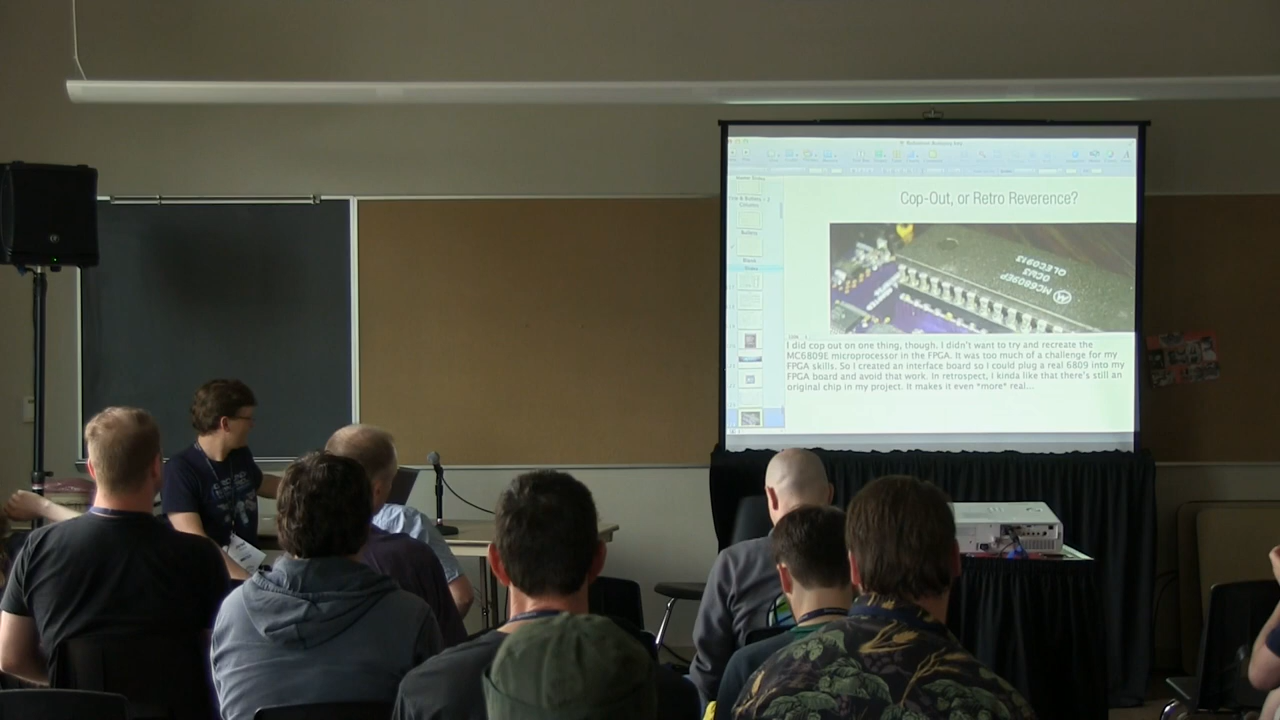 Cop-Out, or Retro Reverence?
MC6809EP
OCM3
QLEC0913
I did cop out on one thing, though. I didn't want to try and recreate the
MC6809E microprocessor in the FPGA. It was too much of a challenge for my
FPGA skills. So I created an interface board so I could plug a real 6809 into my
FPGA board and avoid that work. In retrospect, I kinda like that there's still an
original chip in my project. It makes it even *more* real...